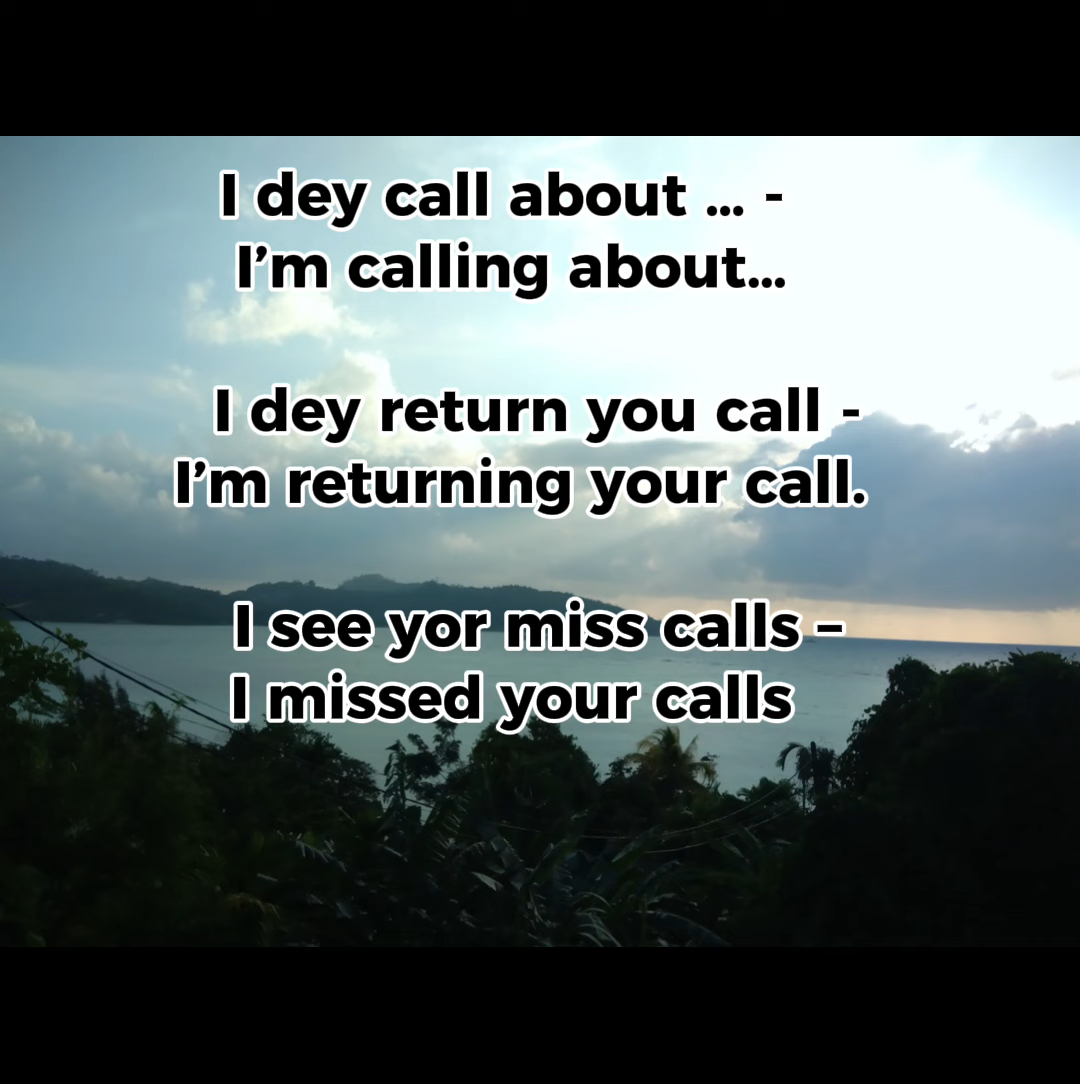 I dey call about ... -
I’m calling about...
I dey return you call -
I’m returning your call.
I see yor miss calls –
I missed your calls